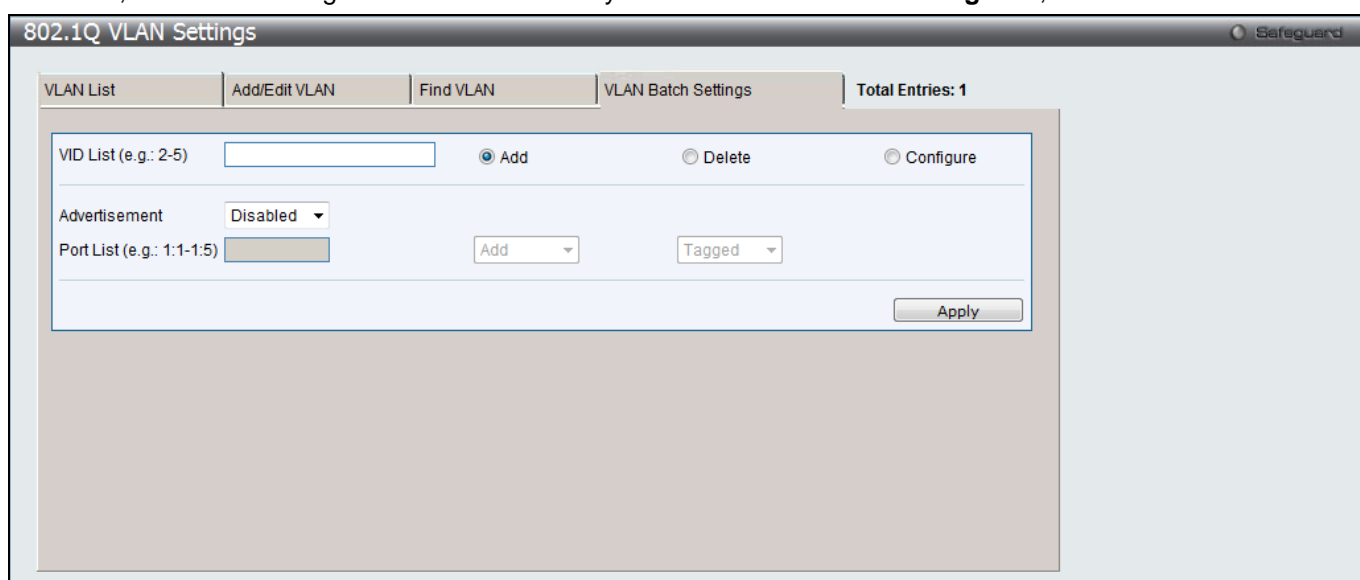 802.1Q VLAN Settings Safeguard
VLAN List Add/Edit VLAN Find VLAN VLAN Batch Settings Total Entries: 1
VID List (e.g.: 2-5) Add Delete Configure
Advertisement Disabled
Port List (e.g.: 1:1-1:5) Add Tagged
Apply